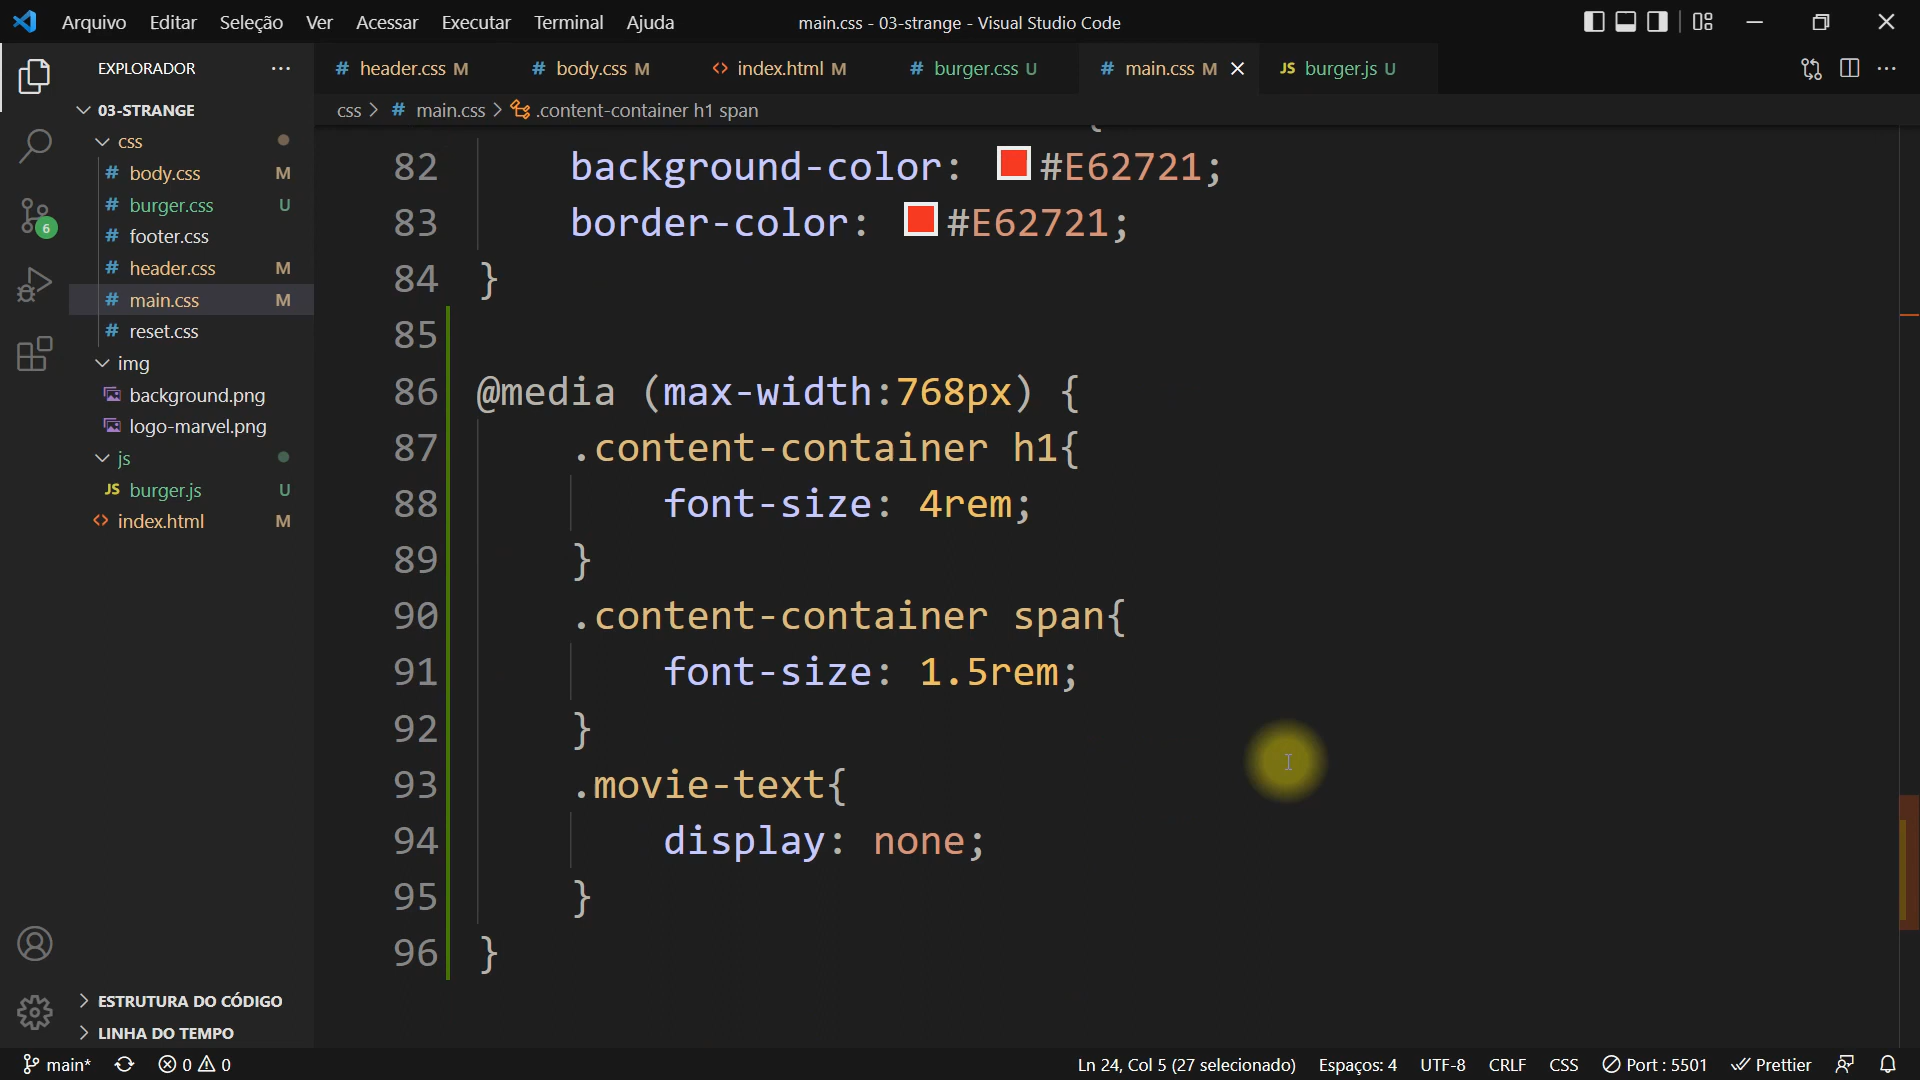 Arquivo Editar Seleção Ver Acessar Executar Terminal Ajuda
main.css - 03-strange - Visual Studio Code
EXPLORADOR
# header.css M
# body.css M
<> index.html M
# burger.css U
# main.css M
JS burger.js U
css > # main.css > .content-container h1 span
03-STRANGE
css
# body.css M
# burger.css U
# footer.css
# header.css M
# main.css M
# reset.css
img
background.png
logo-marvel.png
js
JS burger.js U
<> index.html M
6
82 background-color: #E62721;
83 border-color: #E62721;
84 }
85
86 @media (max-width:768px) {
87 .content-container h1{
88 font-size: 4rem;
89 }
90 .content-container span{
91 font-size: 1.5rem;
92 }
93 .movie-text{
94 display: none;
95 }
96 }
ESTRUTURA DO CÓDIGO
LINHA DO TEMPO
main* 0 0
Ln 24, Col 5 (27 selecionado) Espaços: 4 UTF-8 CRLF CSS Port : 5501 Prettier